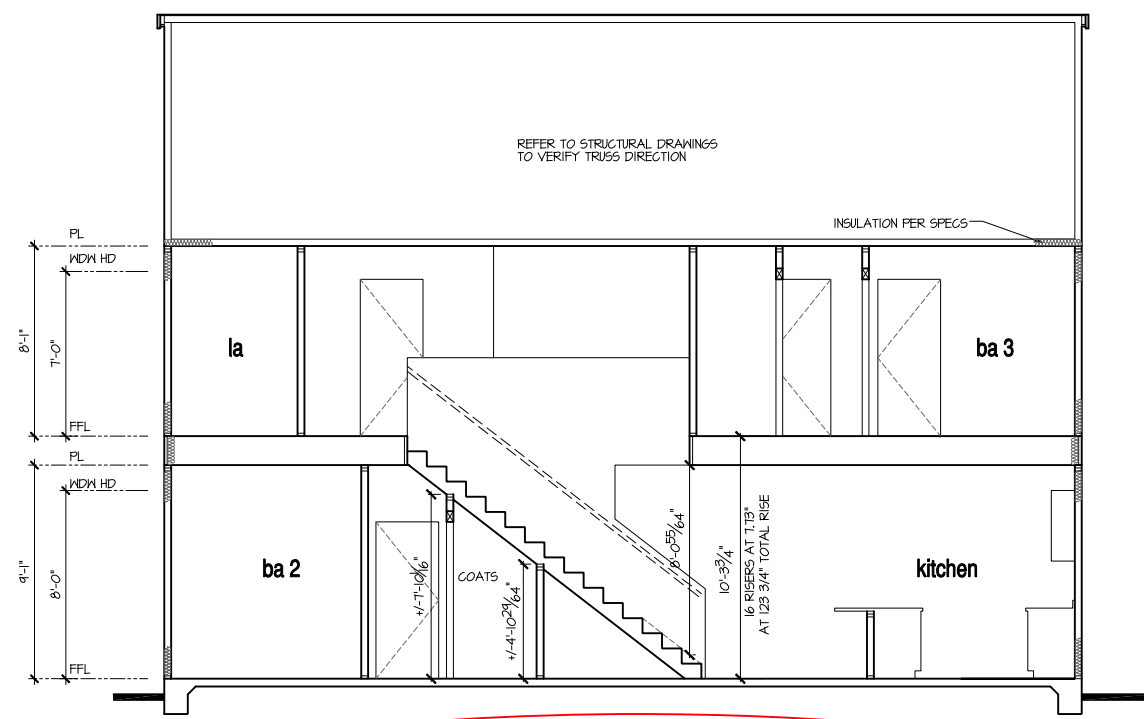 REFER TO STRUCTURAL DRAWINGS
TO VERIFY TRUSS DIRECTION
INSULATION PER SPECS
PL
WDW HD
8'-1"
7'-0"
la
ba 3
FFL
PL
WDW HD
9'-1"
8'-0"
ba 2
+/-7'-10 1/16"
COATS
+/-4'-10 29/64"
8'-0 55/64"
10'-3 3/4"
16 RISERS AT 7.73"
AT 123 3/4" TOTAL RISE
kitchen
FFL